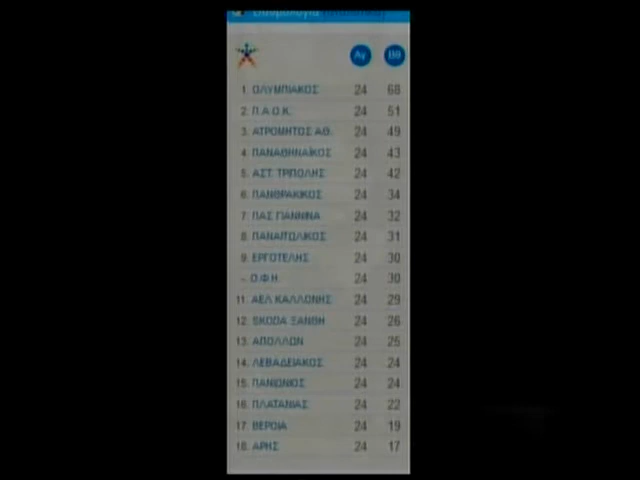 Αγ Βθ
1. ΟΛΥΜΠΙΑΚΟΣ 24 68
2. Π.Α.Ο.Κ. 24 51
3. ΑΤΡΟΜΗΤΟΣ ΑΘ. 24 49
4. ΠΑΝΑΘΗΝΑΪΚΟΣ 24 43
5. ΑΣΤ. ΤΡΙΠΟΛΗΣ 24 42
6. ΠΑΝΘΡΑΚΙΚΟΣ 24 34
7. ΠΑΣ ΓΙΑΝΝΙΝΑ 24 32
8. ΠΑΝΑΙΤΩΛΙΚΟΣ 24 31
9. ΕΡΓΟΤΕΛΗΣ 24 30
-. Ο.Φ.Η. 24 30
11. ΑΕΛ ΚΑΛΛΟΝΗΣ 24 29
12. SKODA ΞΑΝΘΗ 24 26
13. ΑΠΟΛΛΩΝ 24 25
14. ΛΕΒΑΔΕΙΑΚΟΣ 24 24
15. ΠΑΝΙΩΝΙΟΣ 24 24
16. ΠΛΑΤΑΝΙΑΣ 24 22
17. ΒΕΡΟΙΑ 24 19
18. ΑΡΗΣ 24 17